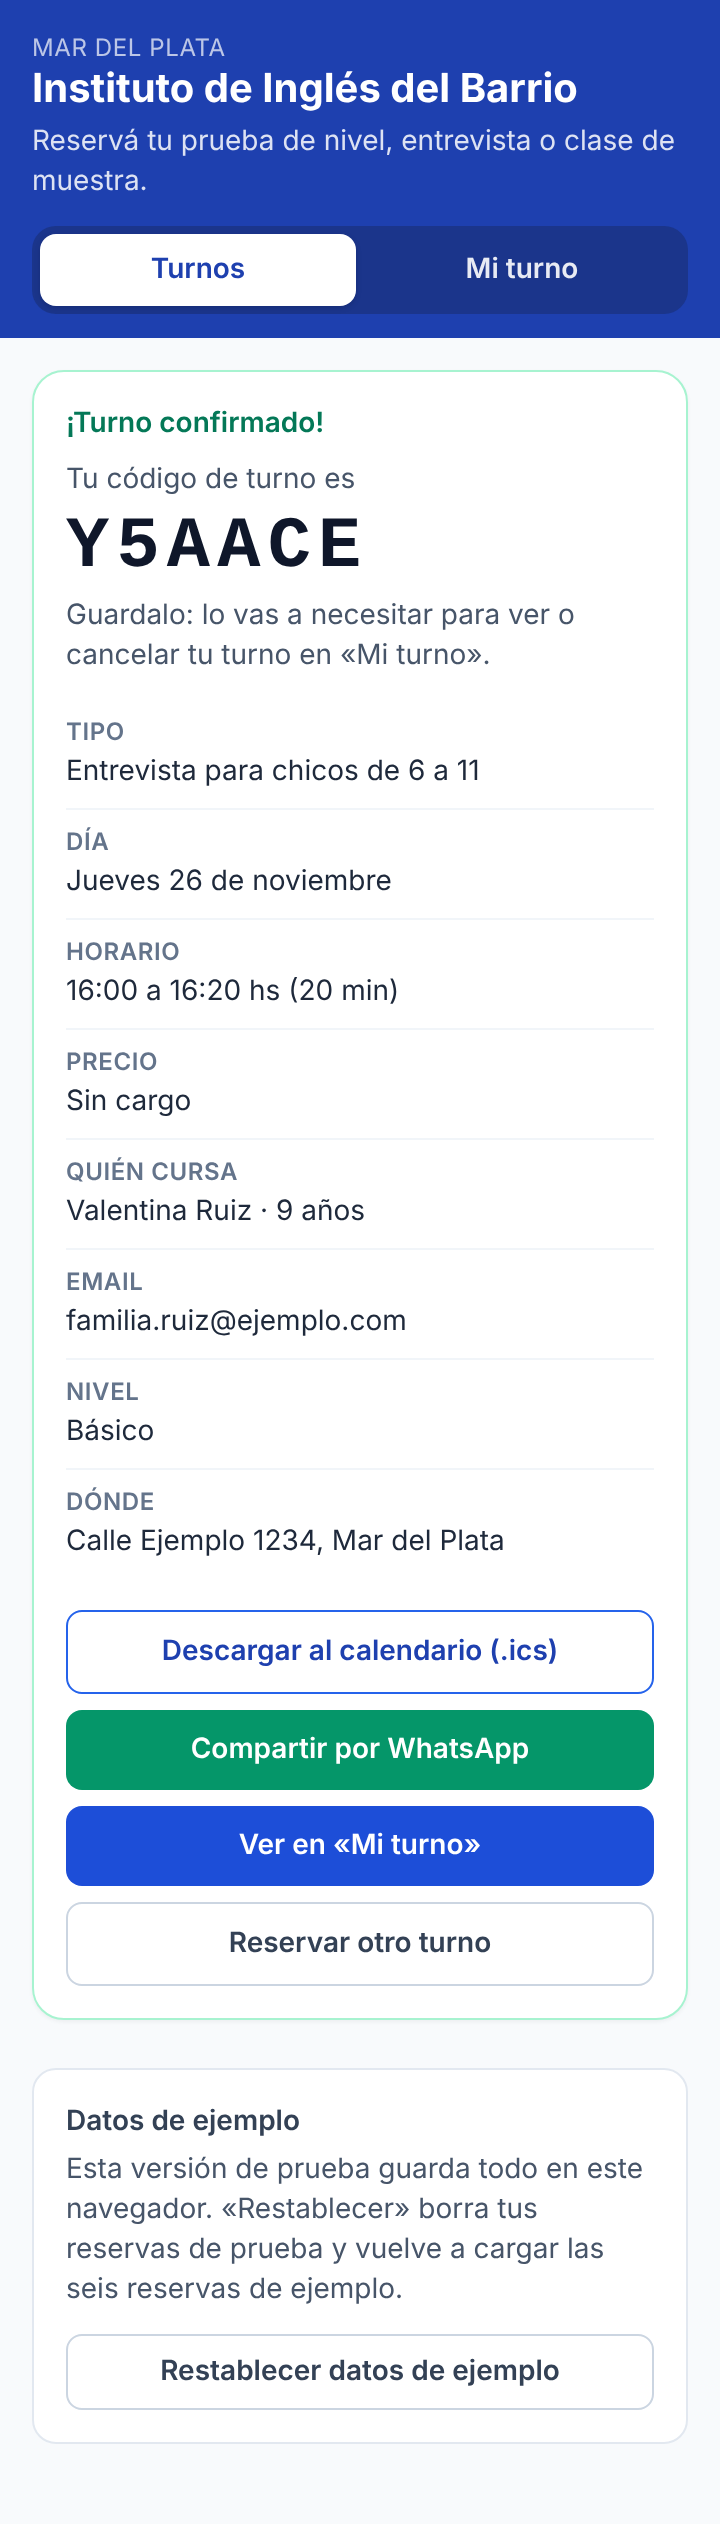 MAR DEL PLATA
Instituto de Inglés del Barrio
Reservá tu prueba de nivel, entrevista o clase de
muestra.
Turnos
Mi turno
¡Turno confirmado!
Tu código de turno es
Y5AACE
Guardalo: lo vas a necesitar para ver o
cancelar tu turno en «Mi turno».
TIPO
Entrevista para chicos de 6 a 11
DÍA
Jueves 26 de noviembre
HORARIO
16:00 a 16:20 hs (20 min)
PRECIO
Sin cargo
QUIÉN CURSA
Valentina Ruiz · 9 años
EMAIL
familia.ruiz@ejemplo.com
NIVEL
Básico
DÓNDE
Calle Ejemplo 1234, Mar del Plata
Descargar al calendario (.ics)
Compartir por WhatsApp
Ver en «Mi turno»
Reservar otro turno
Datos de ejemplo
Esta versión de prueba guarda todo en este
navegador. «Restablecer» borra tus
reservas de prueba y vuelve a cargar las
seis reservas de ejemplo.
Restablecer datos de ejemplo